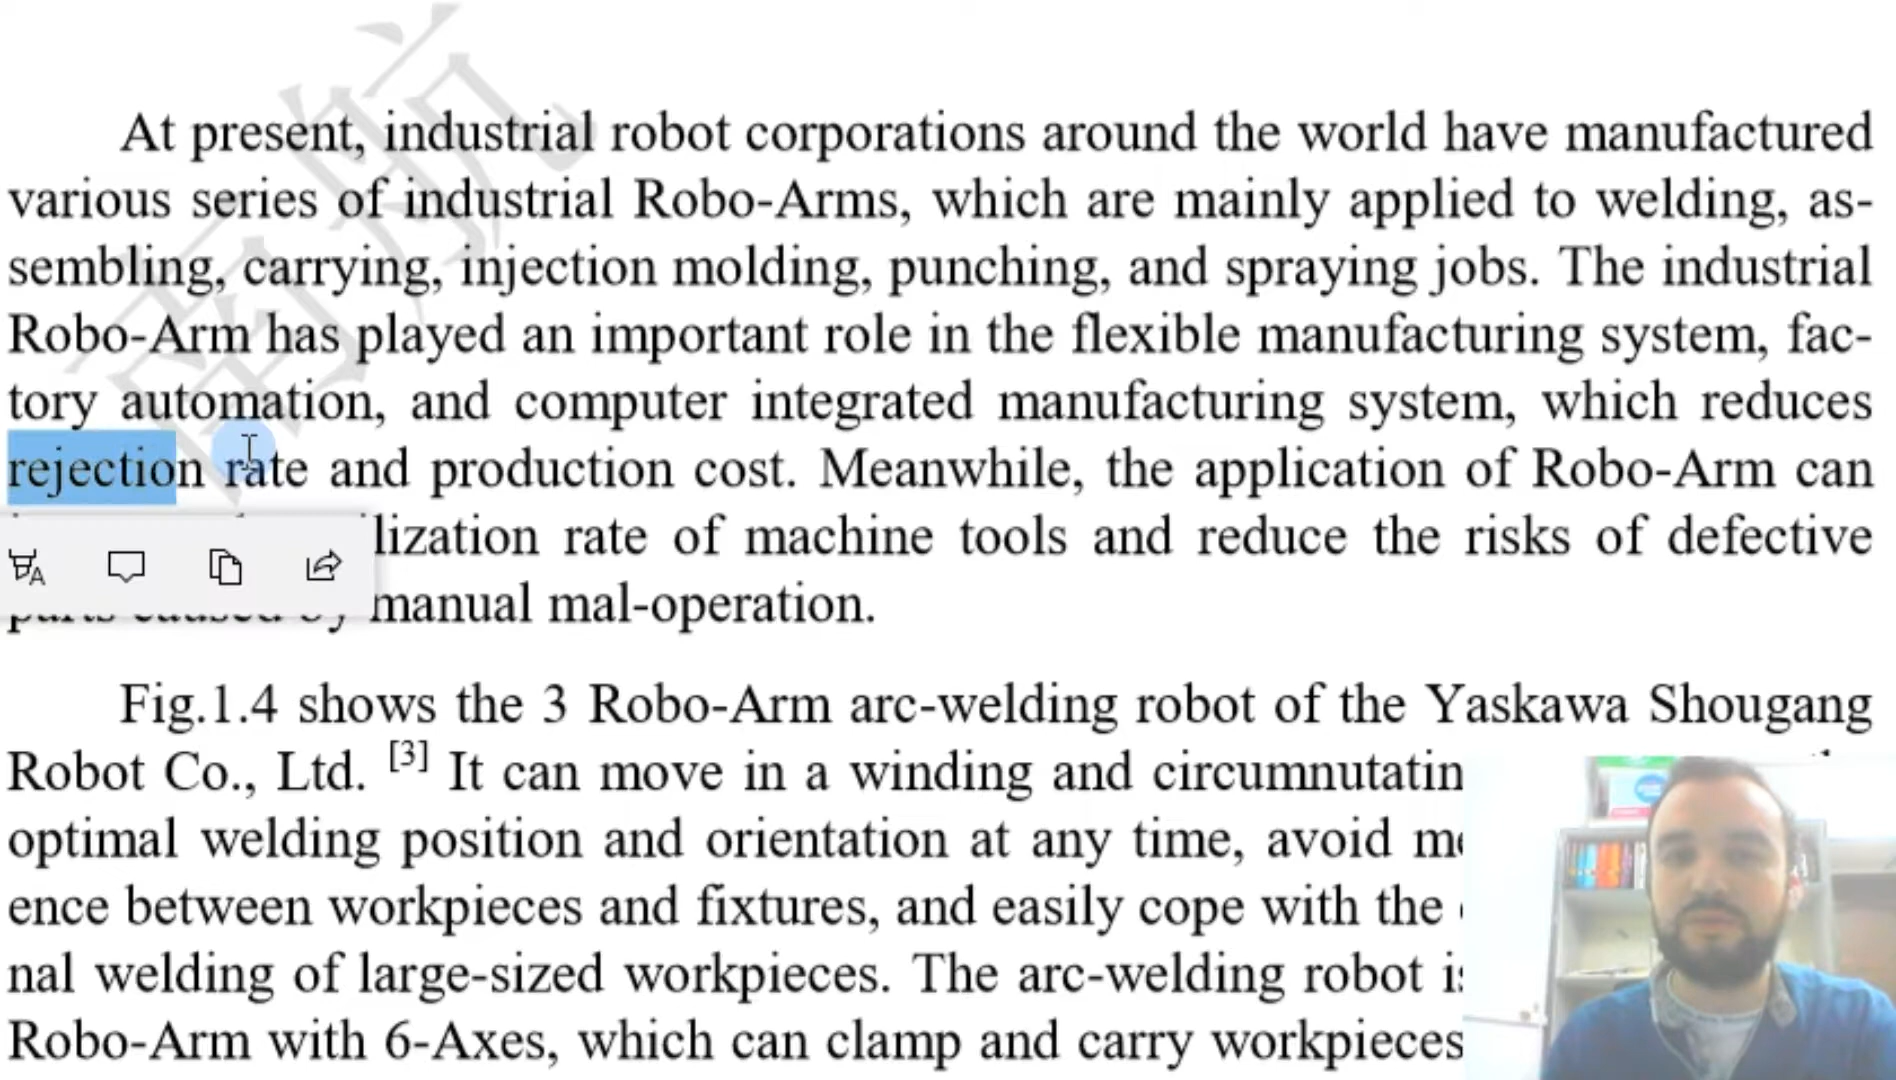 南航
At present, industrial robot corporations around the world have manufactured
various series of industrial Robo-Arms, which are mainly applied to welding, as-
sembling, carrying, injection molding, punching, and spraying jobs. The industrial
Robo-Arm has played an important role in the flexible manufacturing system, fac-
tory automation, and computer integrated manufacturing system, which reduces
rejection rate and production cost. Meanwhile, the application of Robo-Arm can
lization rate of machine tools and reduce the risks of defective
manual mal-operation.
Fig.1.4 shows the 3 Robo-Arm arc-welding robot of the Yaskawa Shougang
Robot Co., Ltd. [3] It can move in a winding and circumnutatin
optimal welding position and orientation at any time, avoid
ence between workpieces and fixtures, and easily cope with the
nal welding of large-sized workpieces. The arc-welding robot
Robo-Arm with 6-Axes, which can clamp and carry workpieces